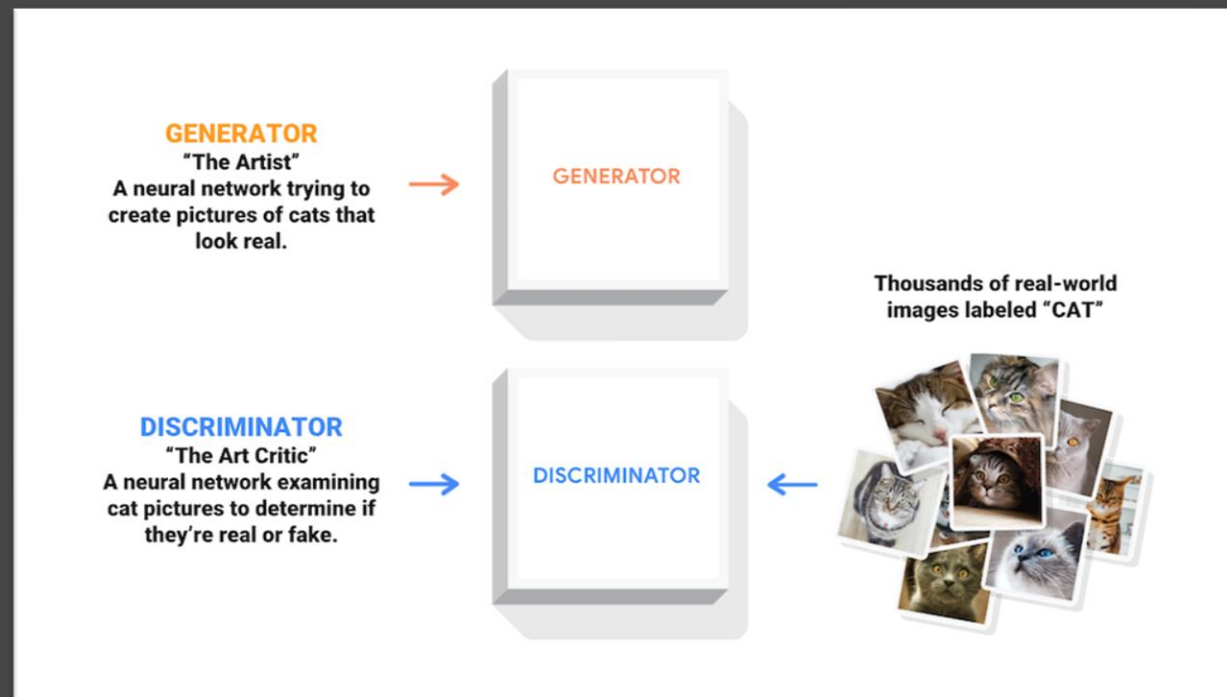 GENERATOR
“The Artist”
A neural network trying to
create pictures of cats that
look real.
GENERATOR
Thousands of real-world
images labeled “CAT”
DISCRIMINATOR
“The Art Critic”
A neural network examining
cat pictures to determine if
they’re real or fake.
DISCRIMINATOR